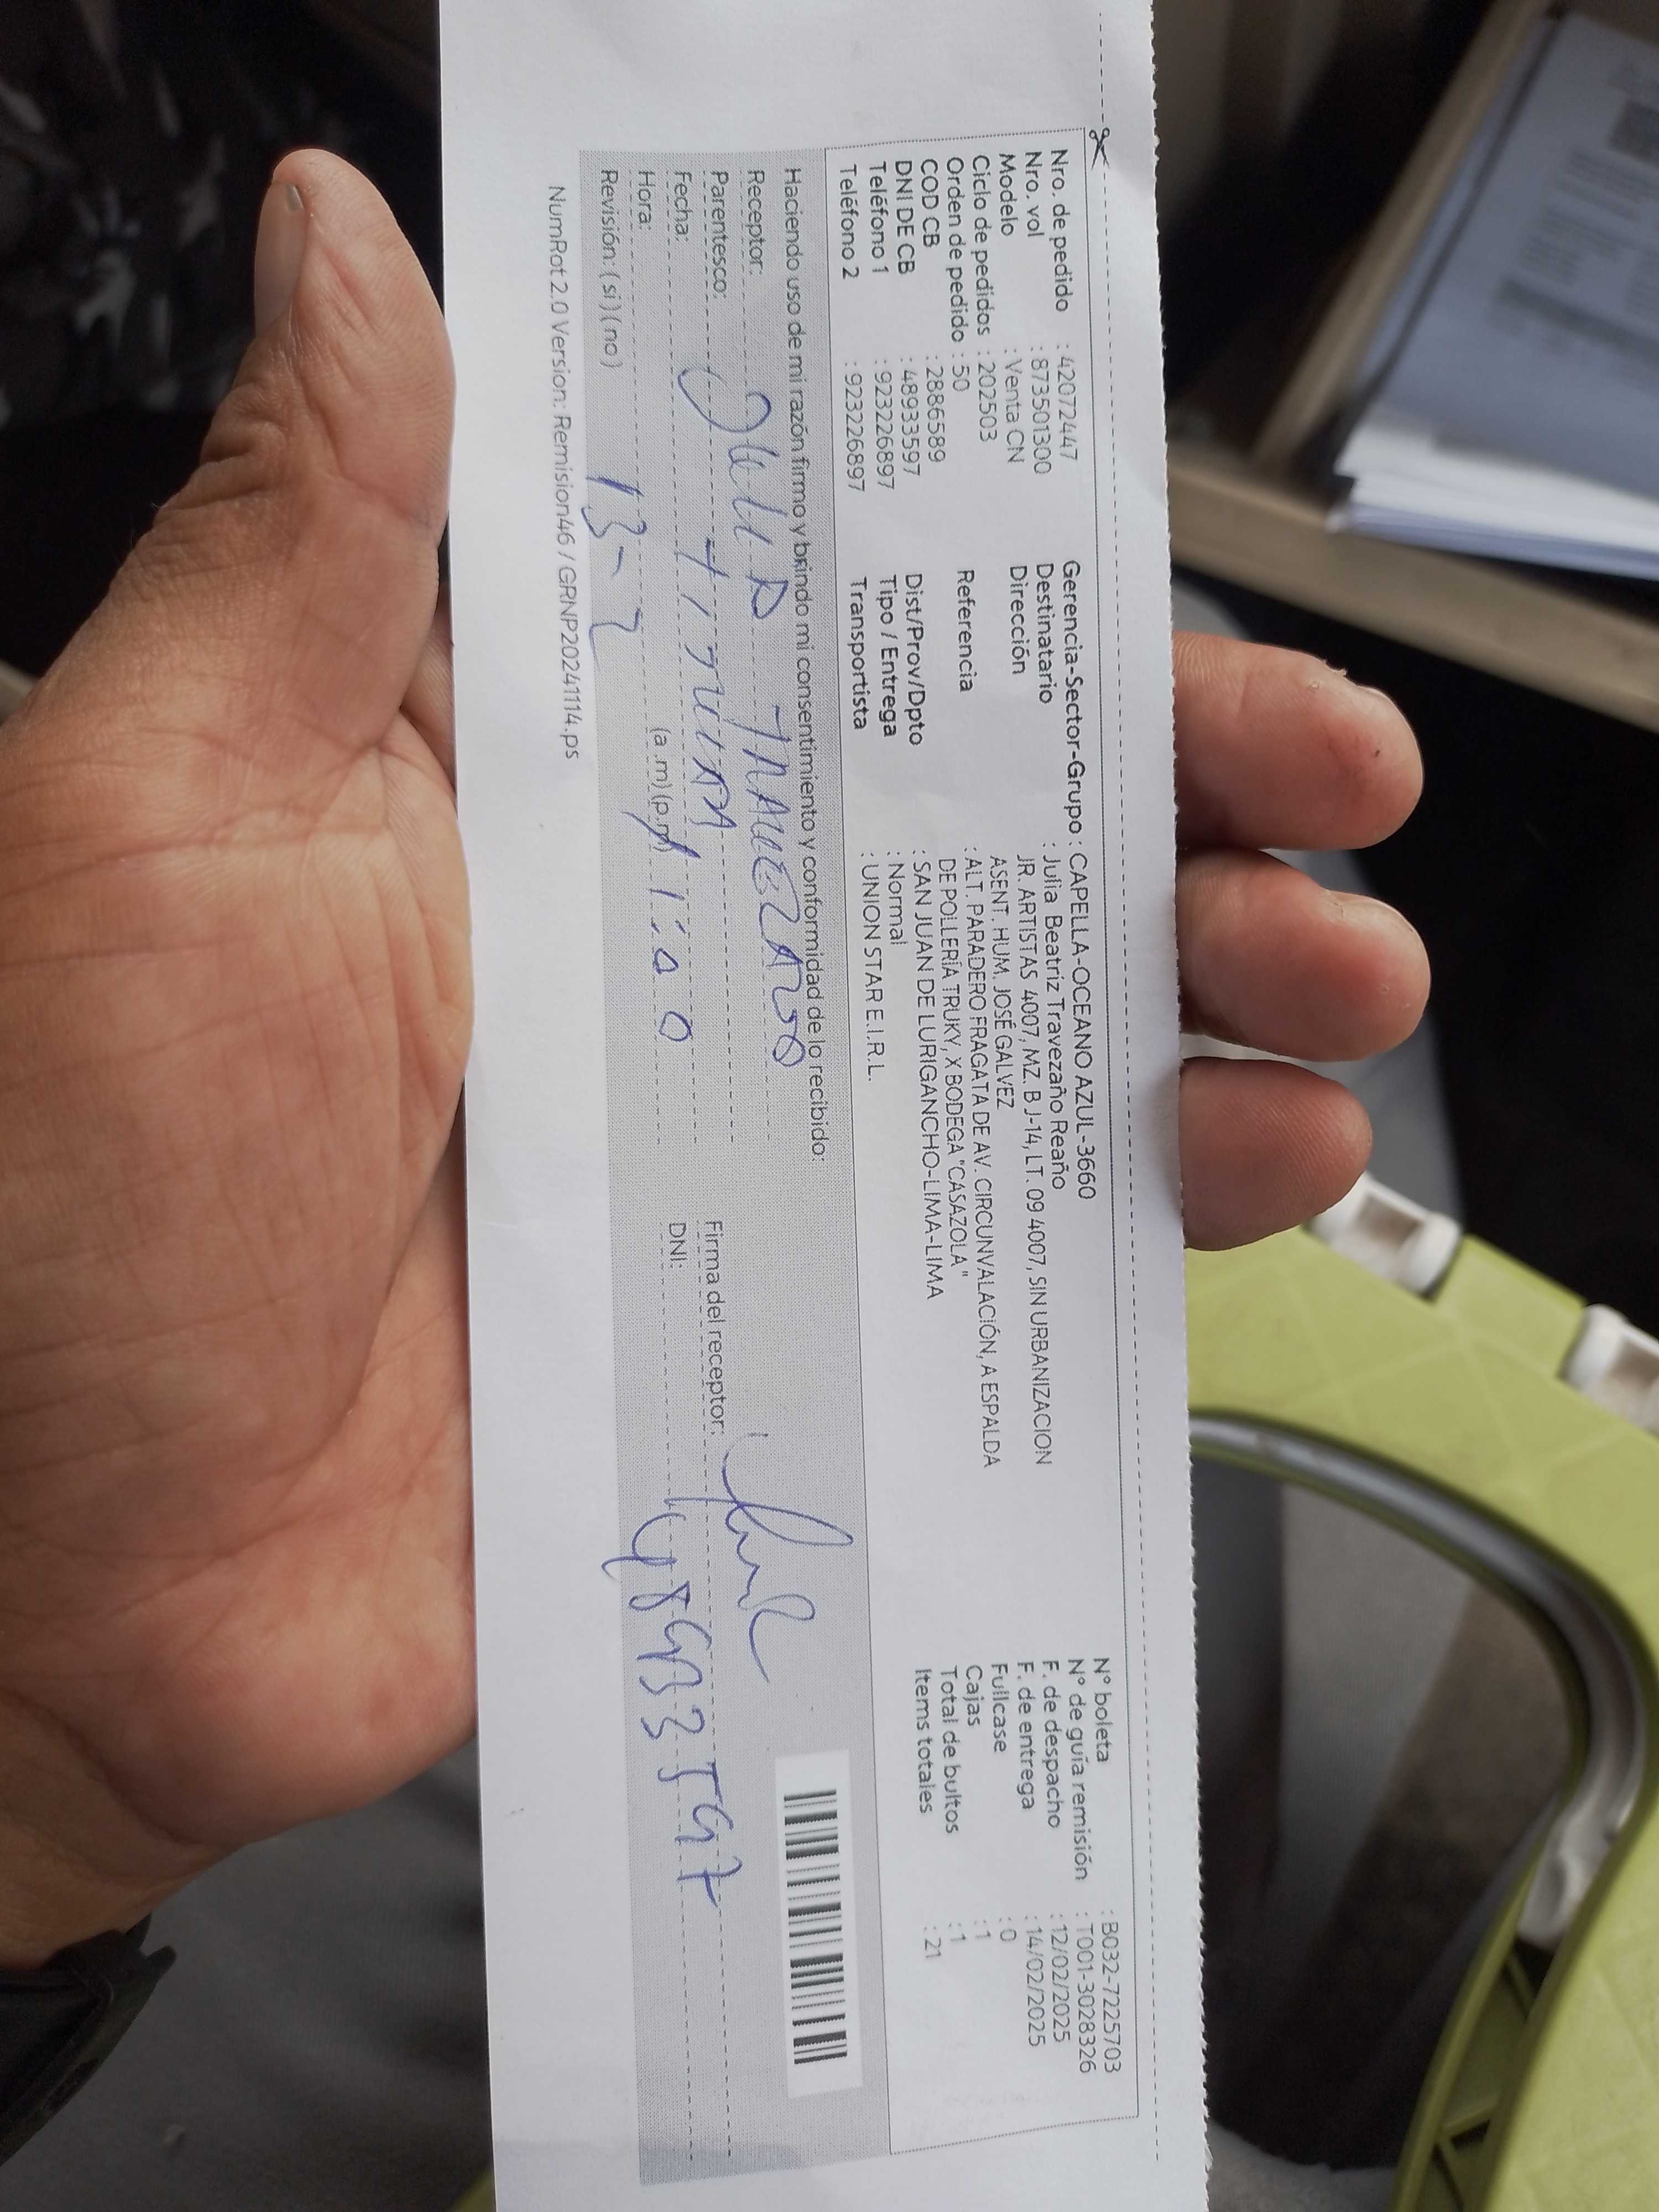 Nro. de pedido : 42072447
Nro. vol : 873501300
Modelo : Venta CN
Ciclo de pedidos : 202503
Orden de pedido : 50
COD CB : 2886589
DNI DE CB : 48933597
Teléfono 1 : 923226897
Teléfono 2 : 923226897
Gerencia-Sector-Grupo : CAPELLA-OCEANO AZUL-3660
Destinatario : Julia Beatriz Travezaño Reaño
Dirección JR. ARTISTAS 4007, MZ. B J-14, LT. 09 4007, SIN URBANIZACION
ASENT. HUM. JOSÉ GALVEZ
Referencia : ALT. PARADERO FRAGATA DE AV. CIRCUNVALACIÓN, A ESPALDA
DE POLLERÍA TRUKY, X BODEGA "CASAZOLA"
Dist/Prov/Dpto : SAN JUAN DE LURIGANCHO-LIMA-LIMA
Tipo / Entrega : Normal
Transportista : UNION STAR E.I.R.L.
N° boleta : B032-7225703
N° de guía remisión : T001-3028326
F. de despacho : 12/02/2025
F. de entrega : 14/02/2025
Fullcase : 0
Cajas : 1
Total de bultos : 1
Items totales : 21
Haciendo uso de mi razón firmo y brindo mi consentimiento y conformidad de lo recibido:
Receptor:
Parentesco: titular
Fecha: 13-2
Hora: (a.m) (p.m) 1:00
Revisión: (si) (no)
Firma del receptor:
DNI: 48933597
NumRot 2.0 Version: Remision46 / GRNP20241114.ps